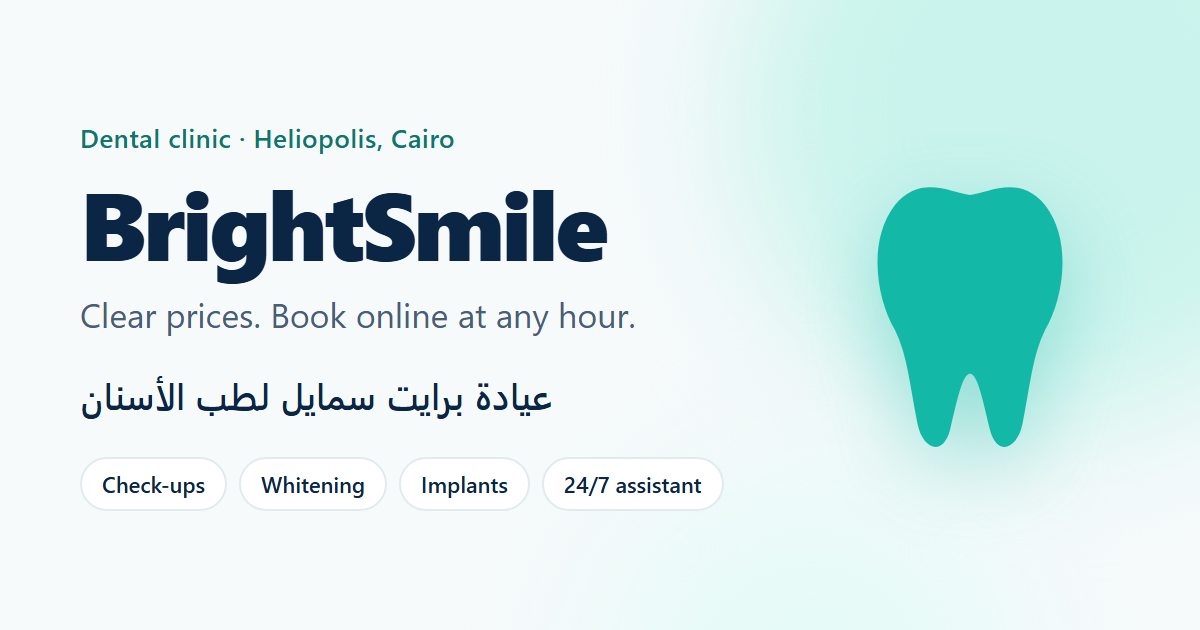 Dental clinic · Heliopolis, Cairo
BrightSmile
Clear prices. Book online at any hour.
عيادة برايت سمايل لطب الأسنان
Check-ups
Whitening
Implants
24/7 assistant